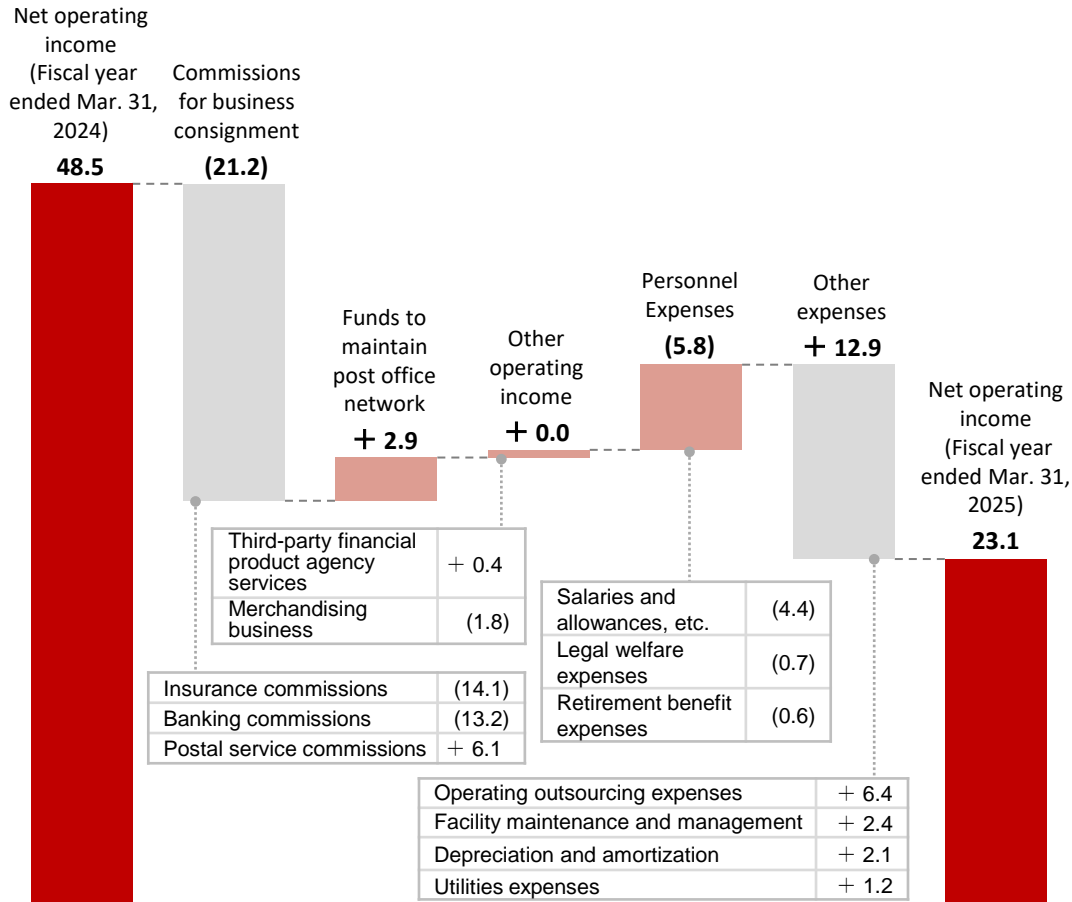 Net operating
income
(Fiscal year
ended Mar. 31,
2024)
48.5
Commissions
for business
consignment
(21.2)
Funds to
maintain
post office
network
+ 2.9
Other
operating
income
+ 0.0
Personnel
Expenses
(5.8)
Other
expenses
+ 12.9
Net operating
income
(Fiscal year
ended Mar. 31,
2025)
23.1
Third-party financial
product agency
services
+ 0.4
Merchandising
business
(1.8)
Insurance commissions (14.1)
Banking commissions (13.2)
Postal service commissions + 6.1
Salaries and
allowances, etc.
(4.4)
Legal welfare
expenses
(0.7)
Retirement benefit
expenses
(0.6)
Operating outsourcing expenses + 6.4
Facility maintenance and management + 2.4
Depreciation and amortization + 2.1
Utilities expenses + 1.2